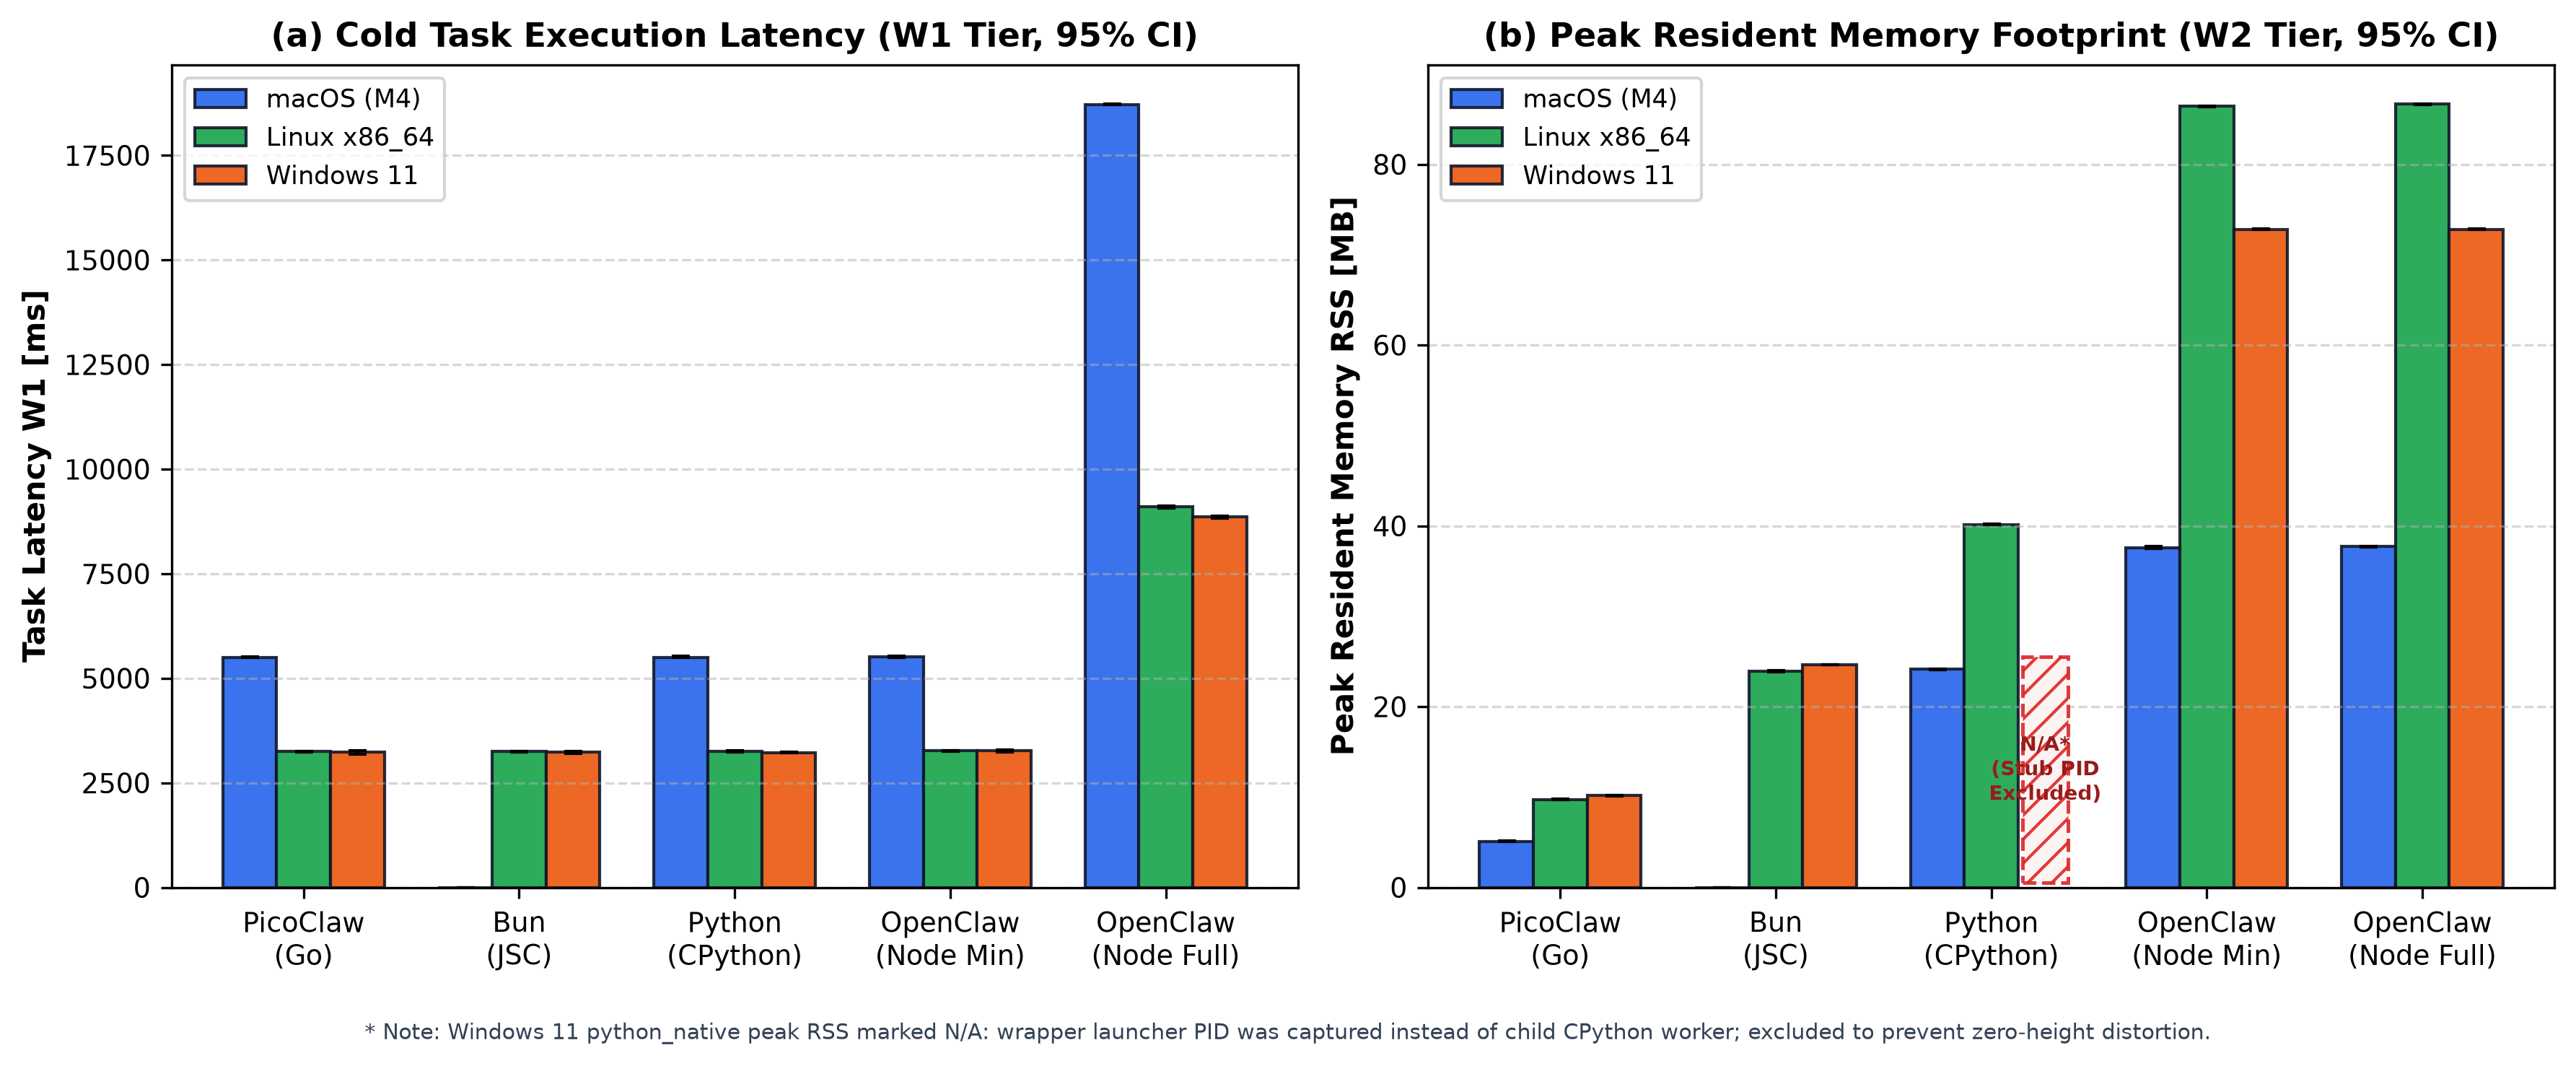 (a) Cold Task Execution Latency (W1 Tier, 95% CI)
macOS (M4)
Linux x86_64
Windows 11
Task Latency W1 [ms]
17500
15000
12500
10000
7500
5000
2500
0
PicoClaw
(Go)
Bun
(JSC)
Python
(CPython)
OpenClaw
(Node Min)
OpenClaw
(Node Full)
(b) Peak Resident Memory Footprint (W2 Tier, 95% CI)
macOS (M4)
Linux x86_64
Windows 11
Peak Resident Memory RSS [MB]
80
60
40
20
0
N/A*
(Stub PID
Excluded)
PicoClaw
(Go)
Bun
(JSC)
Python
(CPython)
OpenClaw
(Node Min)
OpenClaw
(Node Full)
* Note: Windows 11 python_native peak RSS marked N/A: wrapper launcher PID was captured instead of child CPython worker; excluded to prevent zero-height distortion.